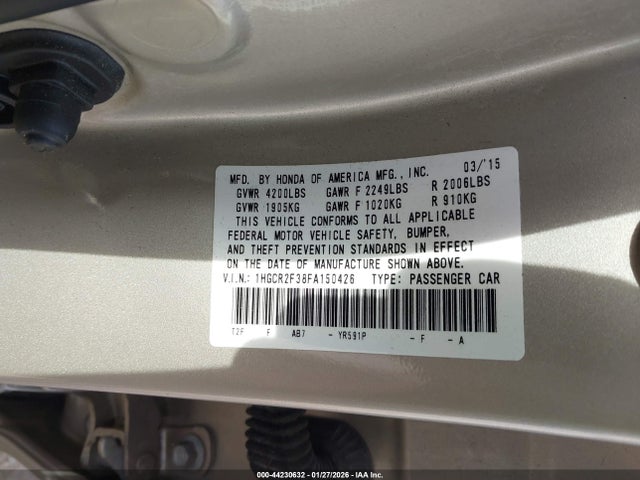 MFD. BY HONDA OF AMERICA MFG., INC. 03/'15
GVWR 4200LBS GAWR F 2249LBS R 2006LBS
GVWR 1905KG GAWR F 1020KG R 910KG
THIS VEHICLE CONFORMS TO ALL APPLICABLE
FEDERAL MOTOR VEHICLE SAFETY, BUMPER,
AND THEFT PREVENTION STANDARDS IN EFFECT
ON THE DATE OF MANUFACTURE SHOWN ABOVE.
V.I.N.: 1HGCR2F38FA150426 TYPE: PASSENGER CAR
T2F F AB7 - YR591P - F - A
000-44230632 - 01/27/2026 - IAA Inc.